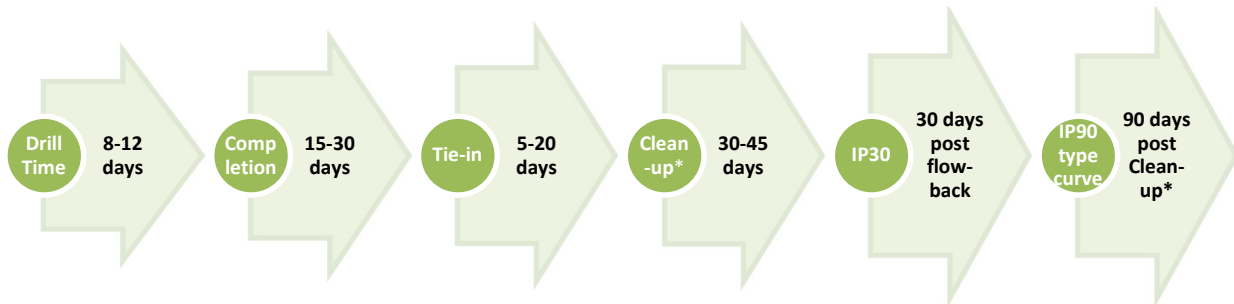 Drill
Time
8-12
days
Comp
letion
15-30
days
Tie-in
5-20
days
Clean
-up*
30-45
days
IP30
30 days
post
flow-
back
IP90
type
curve
90 days
post
Clean-
up*